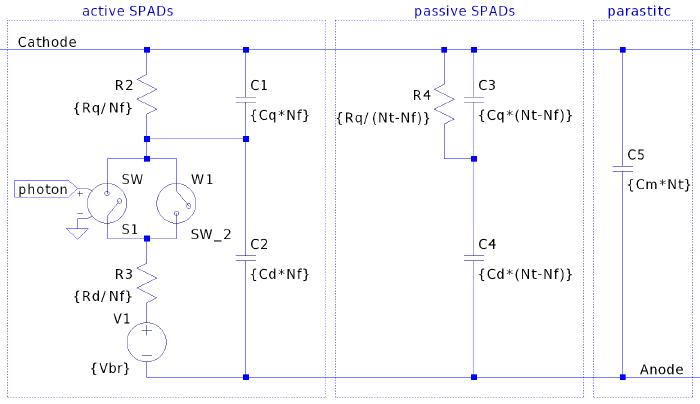 active SPADs
passive SPADs
parastitc
Cathode
R2
{Rq/Nf}
C1
{Cq*Nf}
R4
{Rq/(Nt-Nf)}
C3
{Cq*(Nt-Nf)}
photon
+
−
SW
S1
W1
SW_2
C5
{Cm*Nt}
R3
{Rd/Nf}
C2
{Cd*Nf}
C4
{Cd*(Nt-Nf)}
V1
+
−
{Vbr}
Anode